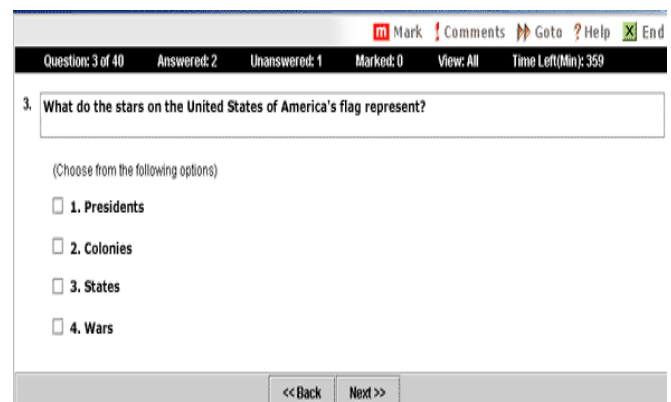 m Mark ! Comments Goto ? Help X End
Question: 3 of 40 Answered: 2 Unanswered: 1 Marked: 0 View: All Time Left(Min): 359
3. What do the stars on the United States of America's flag represent?
(Choose from the following options)
1. Presidents
2. Colonies
3. States
4. Wars
<< Back Next >>